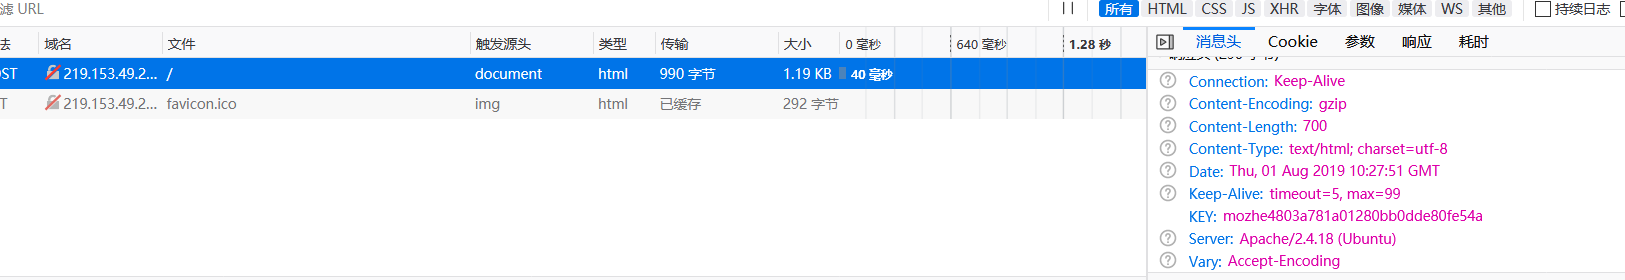 滤 URL
所有 HTML CSS JS XHR 字体 图像 媒体 WS 其他 持续日志
法 域名 文件 触发源头 类型 传输 大小 0 毫秒 640 毫秒 1.28 秒
OST 219.153.49.2... / document html 990 字节 1.19 KB 40 毫秒
T 219.153.49.2... favicon.ico img html 已缓存 292 字节
消息头 Cookie 参数 响应 耗时
Connection: Keep-Alive
Content-Encoding: gzip
Content-Length: 700
Content-Type: text/html; charset=utf-8
Date: Thu, 01 Aug 2019 10:27:51 GMT
Keep-Alive: timeout=5, max=99
KEY: mozhe4803a781a01280bb0dde80fe54a
Server: Apache/2.4.18 (Ubuntu)
Vary: Accept-Encoding